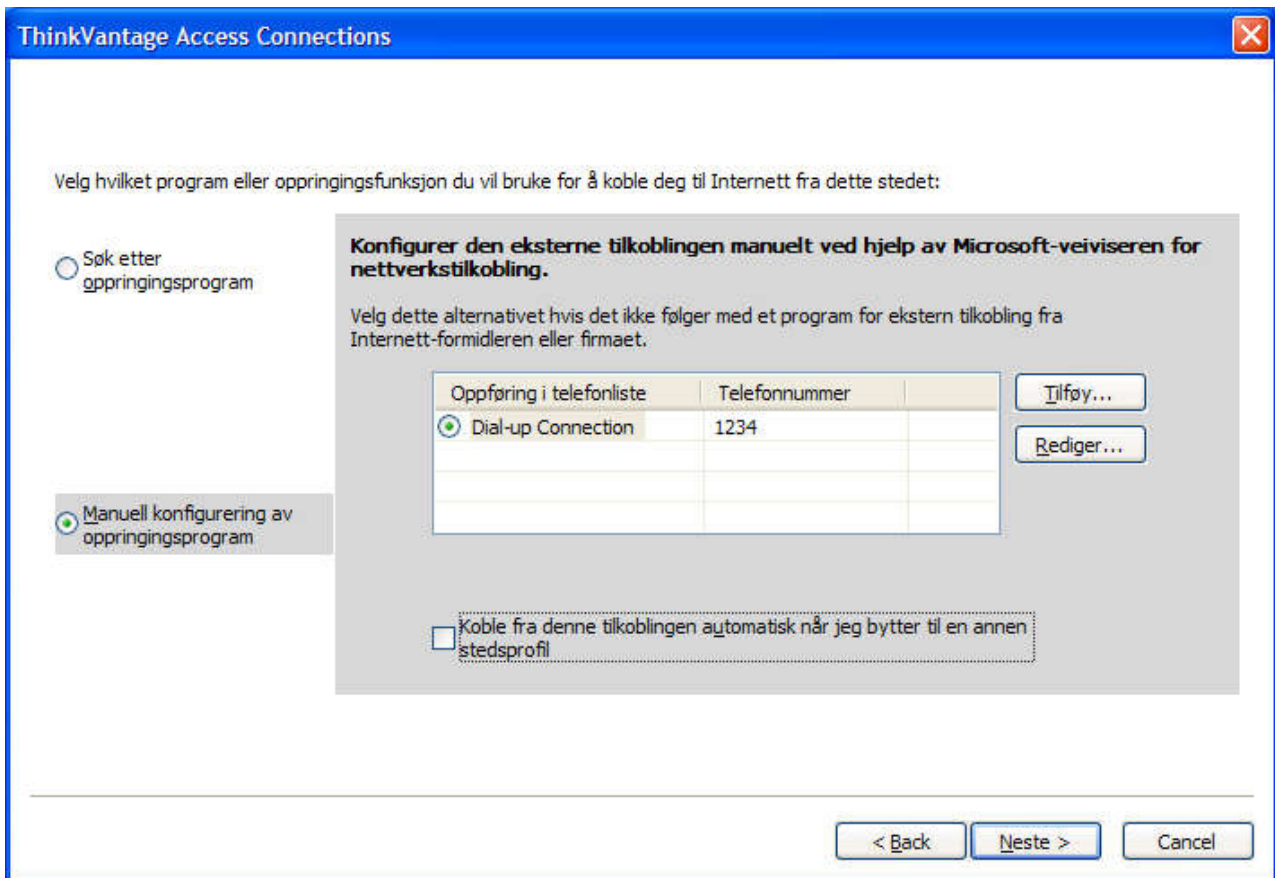 ThinkVantage Access Connections
Velg hvilket program eller oppringingsfunksjon du vil bruke for å koble deg til Internett fra dette stedet:
Søk etter
oppringingsprogram
Konfigurer den eksterne tilkoblingen manuelt ved hjelp av Microsoft-veiviseren for
nettverkstilkobling.
Velg dette alternativet hvis det ikke følger med et program for ekstern tilkobling fra
Internett-formidleren eller firmaet.
Oppføring i telefonliste Telefonnummer
Tilføy...
Dial-up Connection 1234
Rediger...
Manuell konfigurering av
oppringingsprogram
Koble fra denne tilkoblingen automatisk når jeg bytter til en annen
stedsprofil
< Back Neste > Cancel